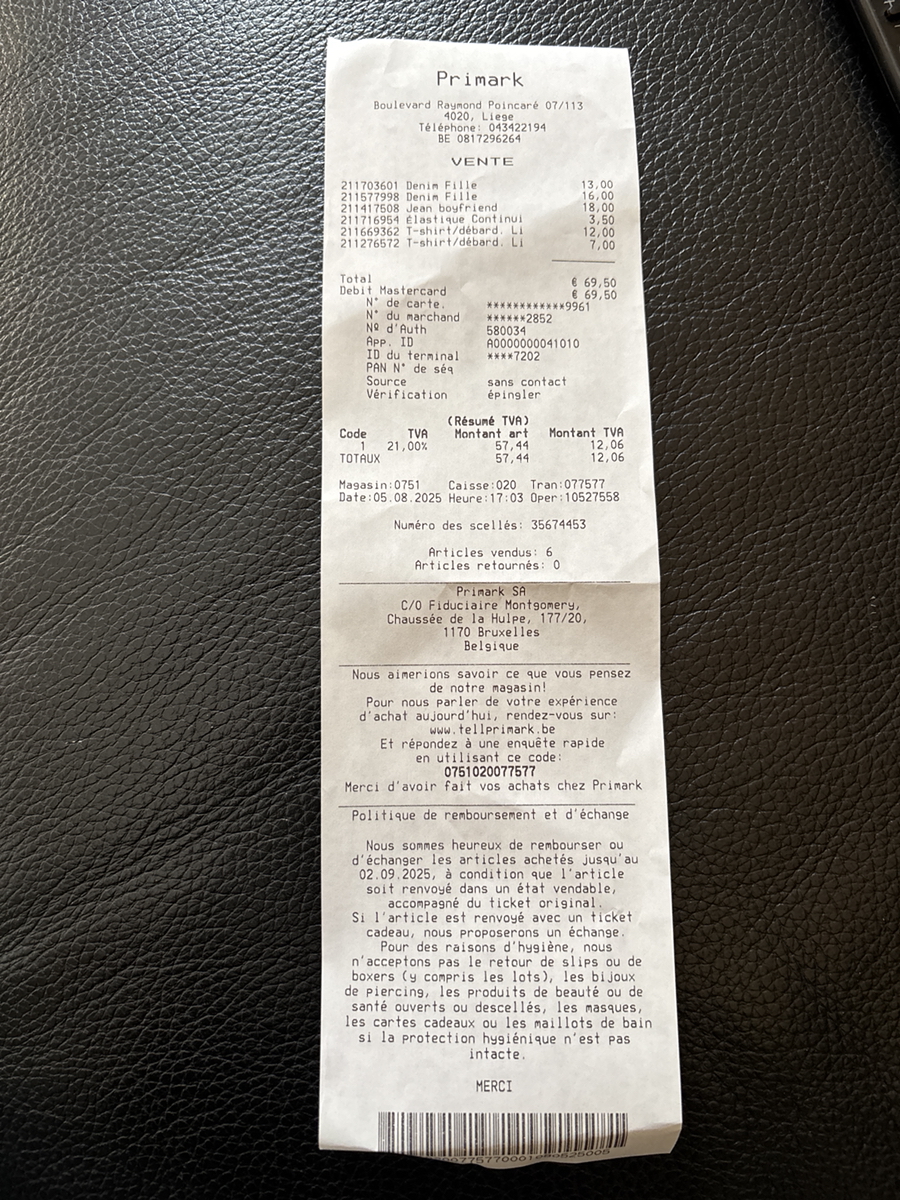 Primark
Boulevard Raymond Poincaré 07/113
4020, Liege
Téléphone: 043422194
BE 0817296264
VENTE
211703601 Denim Fille 13,00
211577998 Denim Fille 16,00
211417508 Jean boyfriend 18,00
211716954 Élastique Continui 3,50
211669362 T-shirt/débard. Li 12,00
211276572 T-shirt/débard. Li 7,00
Total € 69,50
Debit Mastercard € 69,50
N° de carte. ************9961
N° du marchand ******2852
Nº d'Auth 580034
App. ID A0000000041010
ID du terminal ****7202
PAN N° de séq
Source sans contact
Vérification épingler
(Résumé TVA)
Code TVA Montant art Montant TVA
1 21,00% 57,44 12,06
TOTAUX 57,44 12,06
Magasin:0751 Caisse:020 Tran:077577
Date:05.08.2025 Heure:17:03 Oper:10527558
Numéro des scellés: 35674453
Articles vendus: 6
Articles retournés: 0
Primark SA
C/O Fiduciaire Montgomery,
Chaussée de la Hulpe, 177/20,
1170 Bruxelles
Belgique
Nous aimerions savoir ce que vous pensez
de notre magasin!
Pour nous parler de votre expérience
d'achat aujourd'hui, rendez-vous sur:
www.tellprimark.be
Et répondez à une enquête rapide
en utilisant ce code:
0751020077577
Merci d'avoir fait vos achats chez Primark
Politique de remboursement et d'échange
Nous sommes heureux de rembourser ou
d'échanger les articles achetés jusqu'au
02.09.2025, à condition que l'article
soit renvoyé dans un état vendable,
accompagné du ticket original.
Si l'article est renvoyé avec un ticket
cadeau, nous proposerons un échange.
Pour des raisons d'hygiène, nous
n'acceptons pas le retour de slips ou de
boxers (y compris les lots), les bijoux
de piercing, les produits de beauté ou de
santé ouverts ou descellés, les masques,
les cartes cadeaux ou les maillots de bain
si la protection hygiénique n'est pas
intacte.
MERCI